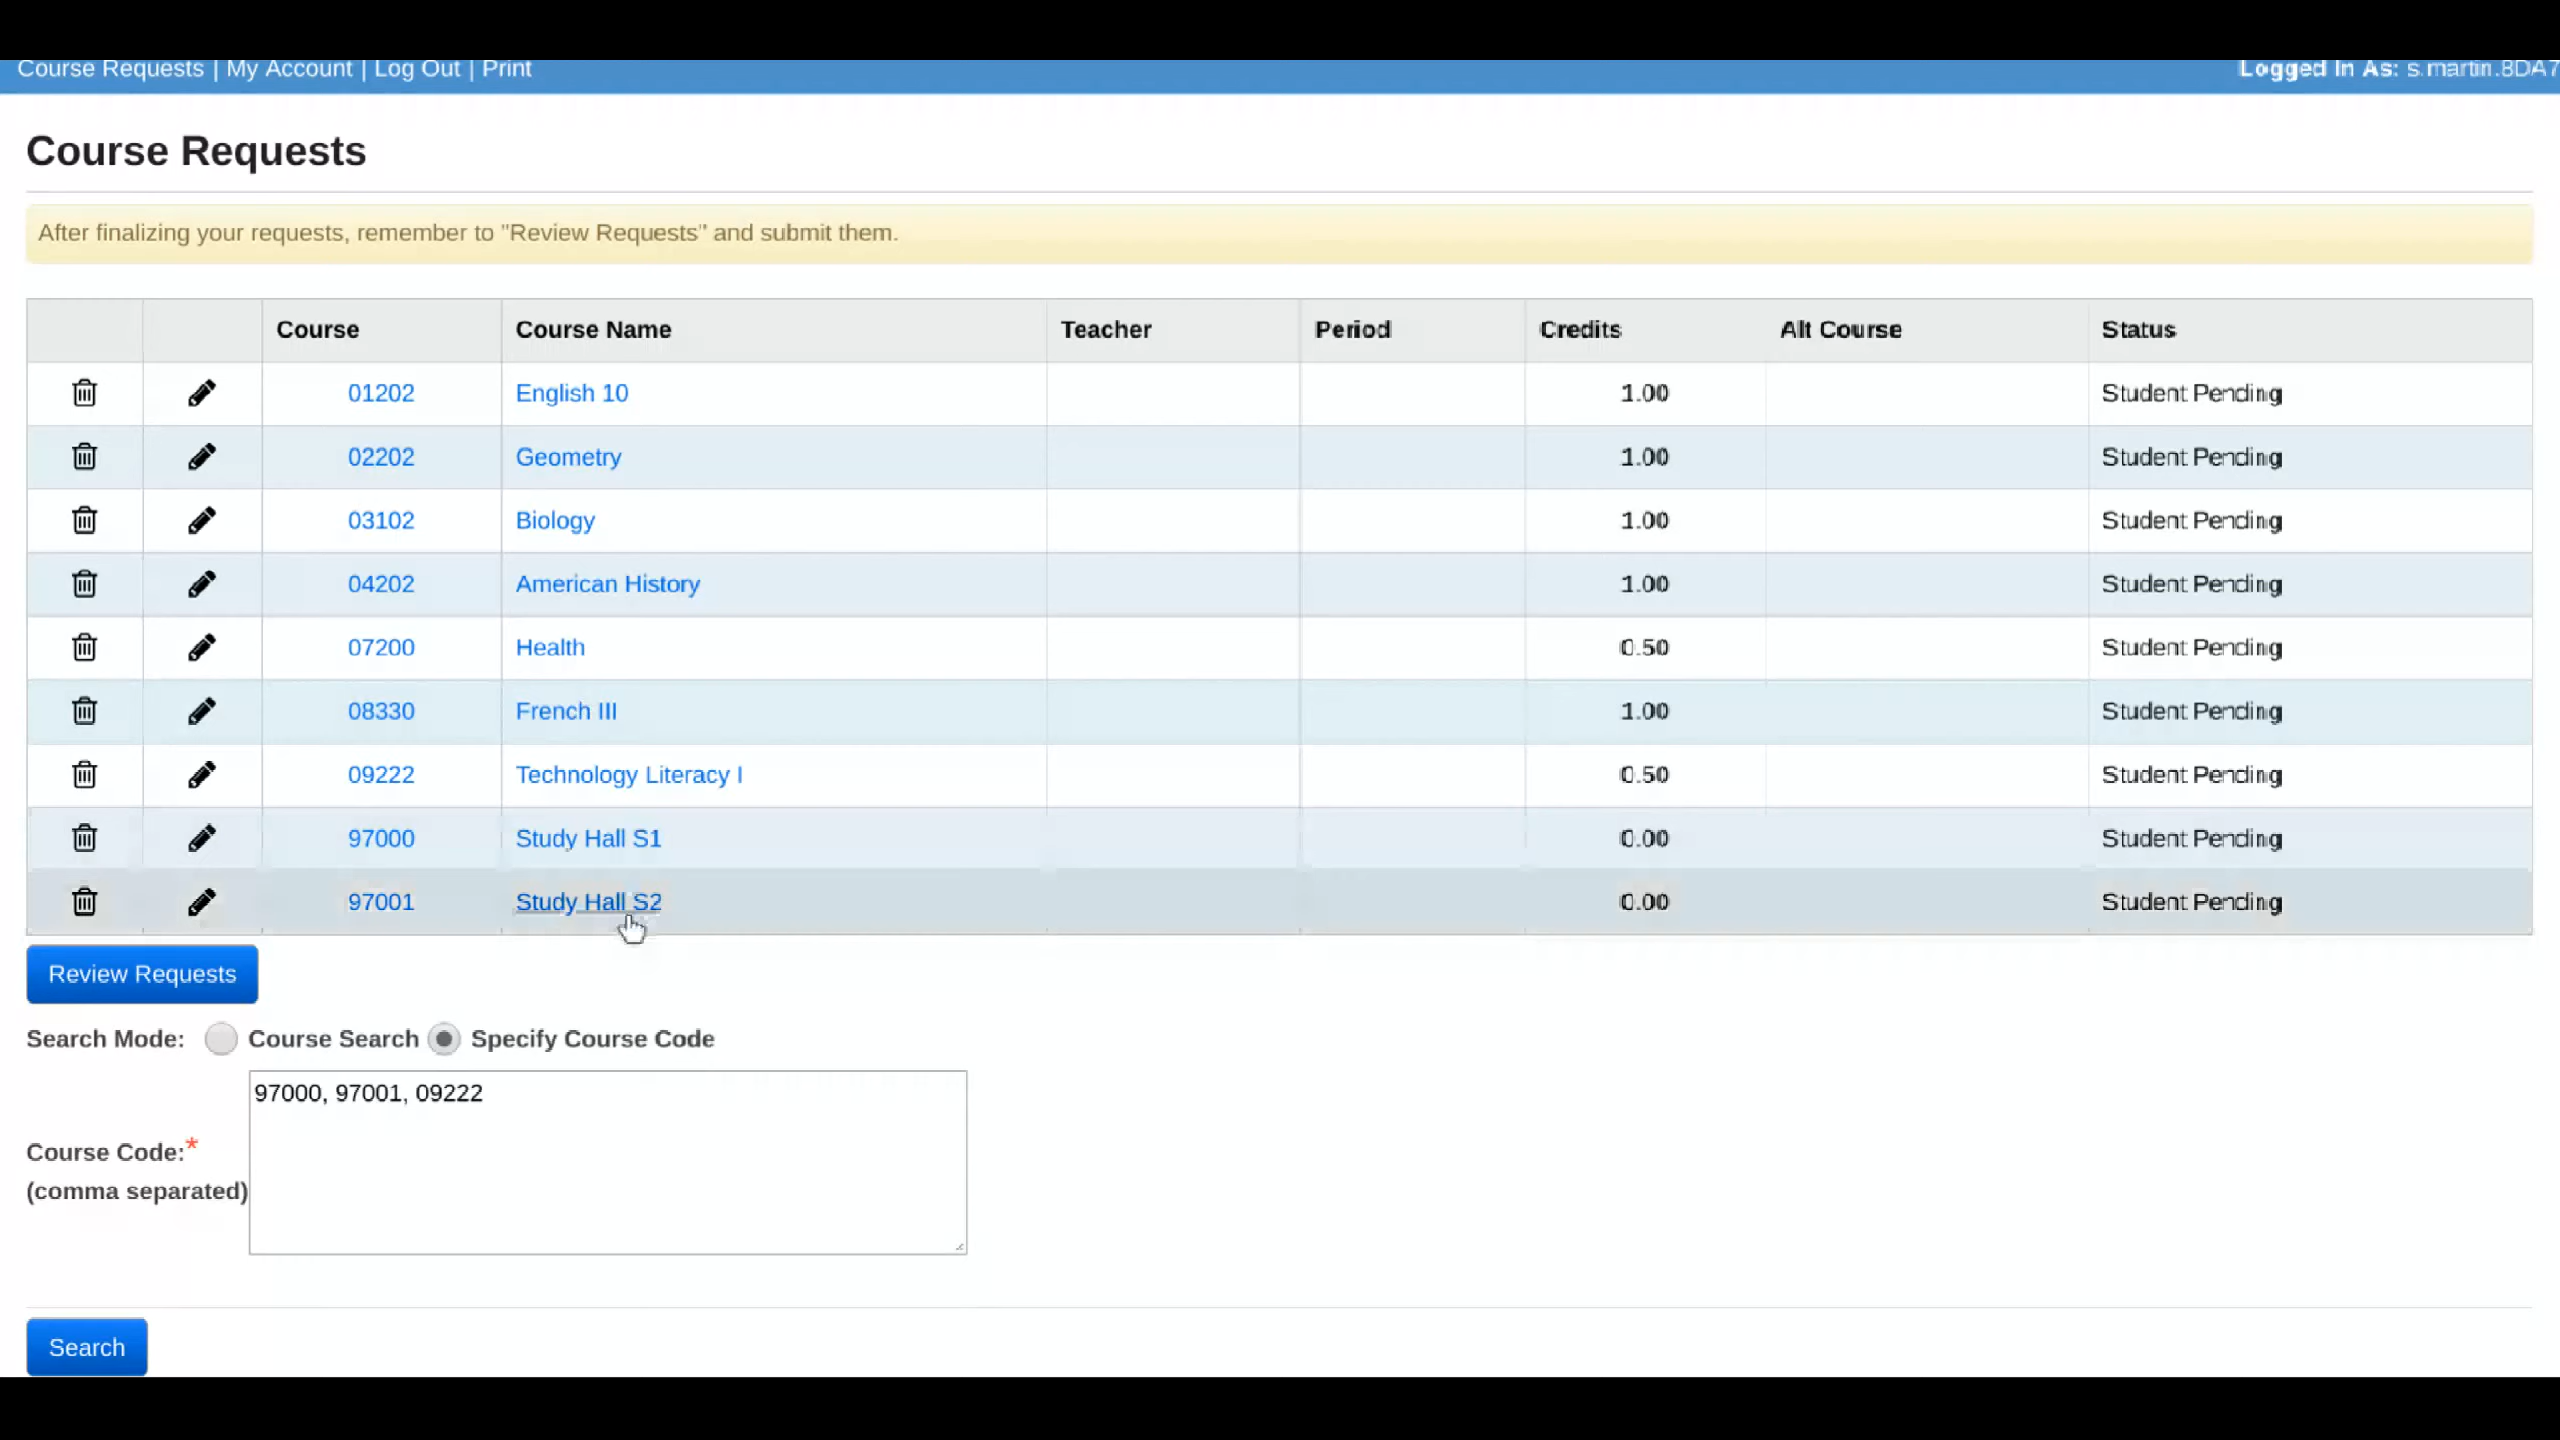 Course Requests | My Account | Log Out | Print Logged In As: s.martin.8DA7
Course Requests
After finalizing your requests, remember to "Review Requests" and submit them.
Course Course Name Teacher Period Credits Alt Course Status
01202 English 10 1.00 Student Pending
02202 Geometry 1.00 Student Pending
03102 Biology 1.00 Student Pending
04202 American History 1.00 Student Pending
07200 Health 0.50 Student Pending
08330 French III 1.00 Student Pending
09222 Technology Literacy I 0.50 Student Pending
97000 Study Hall S1 0.00 Student Pending
97001 Study Hall S2 0.00 Student Pending
Review Requests
Search Mode: Course Search Specify Course Code
97000, 97001, 09222
Course Code:*
(comma separated)
Search